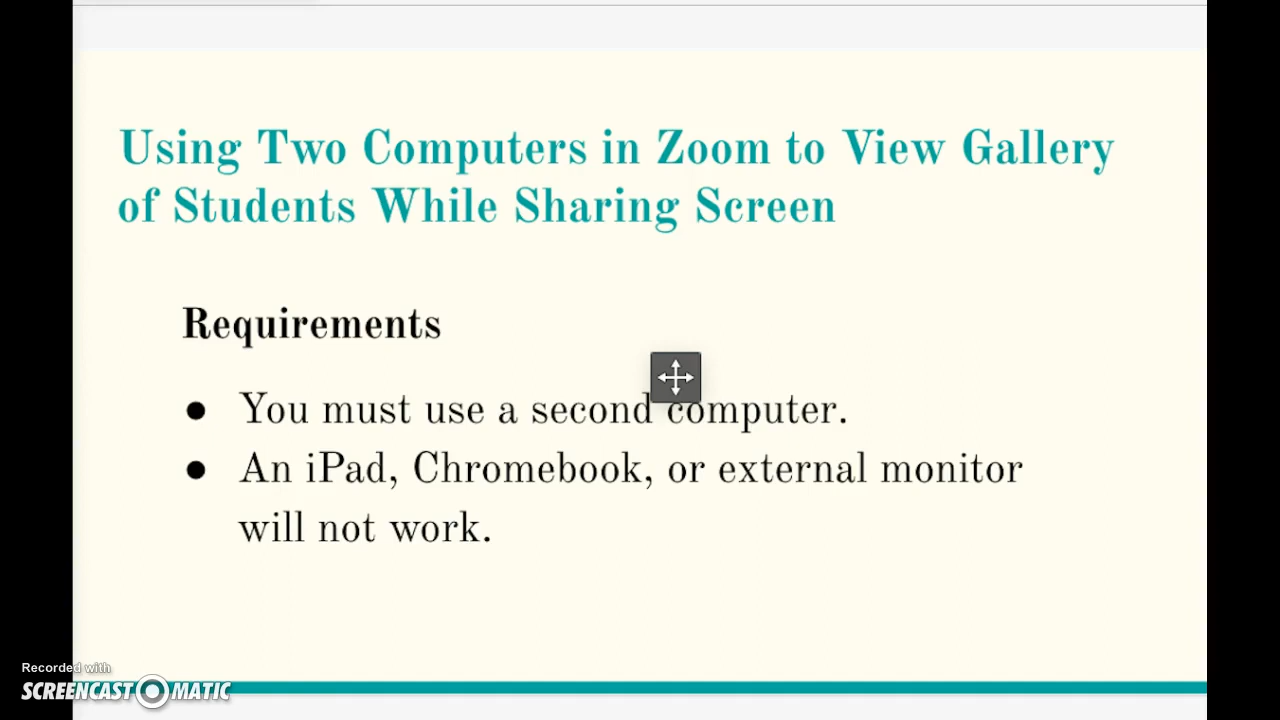 Using Two Computers in Zoom to View Gallery
of Students While Sharing Screen
Requirements
● You must use a second computer.
● An iPad, Chromebook, or external monitor
will not work.
Recorded with
SCREENCAST O MATIC